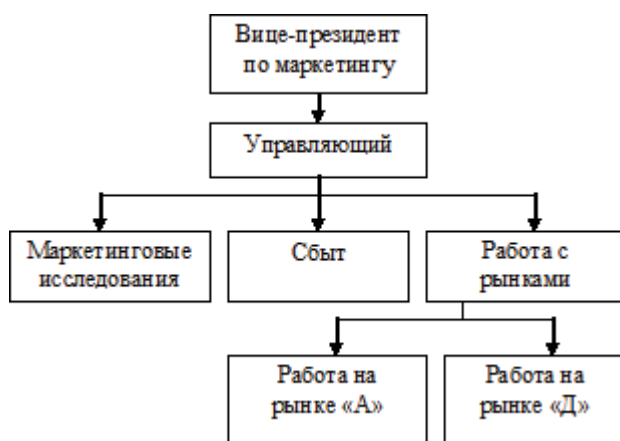 Вице-президент
по маркетингу
Управляющий
Маркетинговые
исследования
Сбыт
Работа с
рынками
Работа на
рынке «А»
Работа на
рынке «Д»